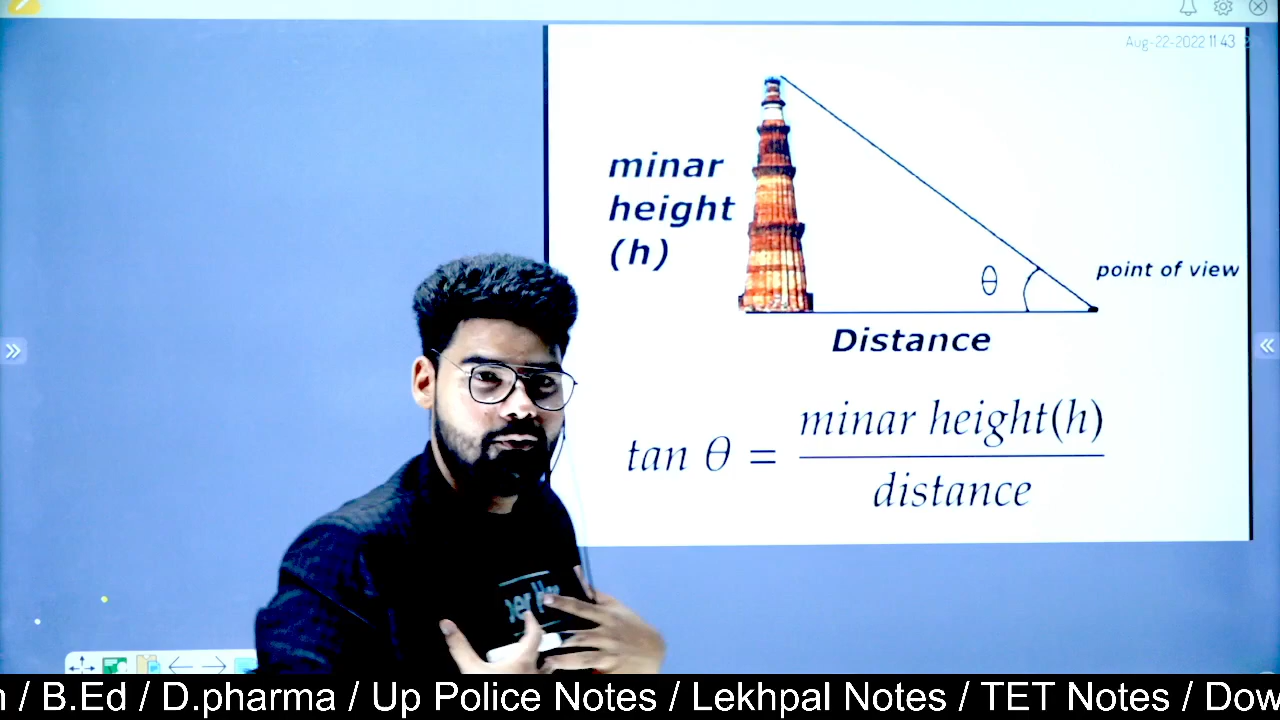 Aug-22-2022 11 43
minar
height
(h)
θ
point of view
Distance
tan θ = minar height(h)
distance
/ B.Ed / D.pharma / Up Police Notes / Lekhpal Notes / TET Notes /